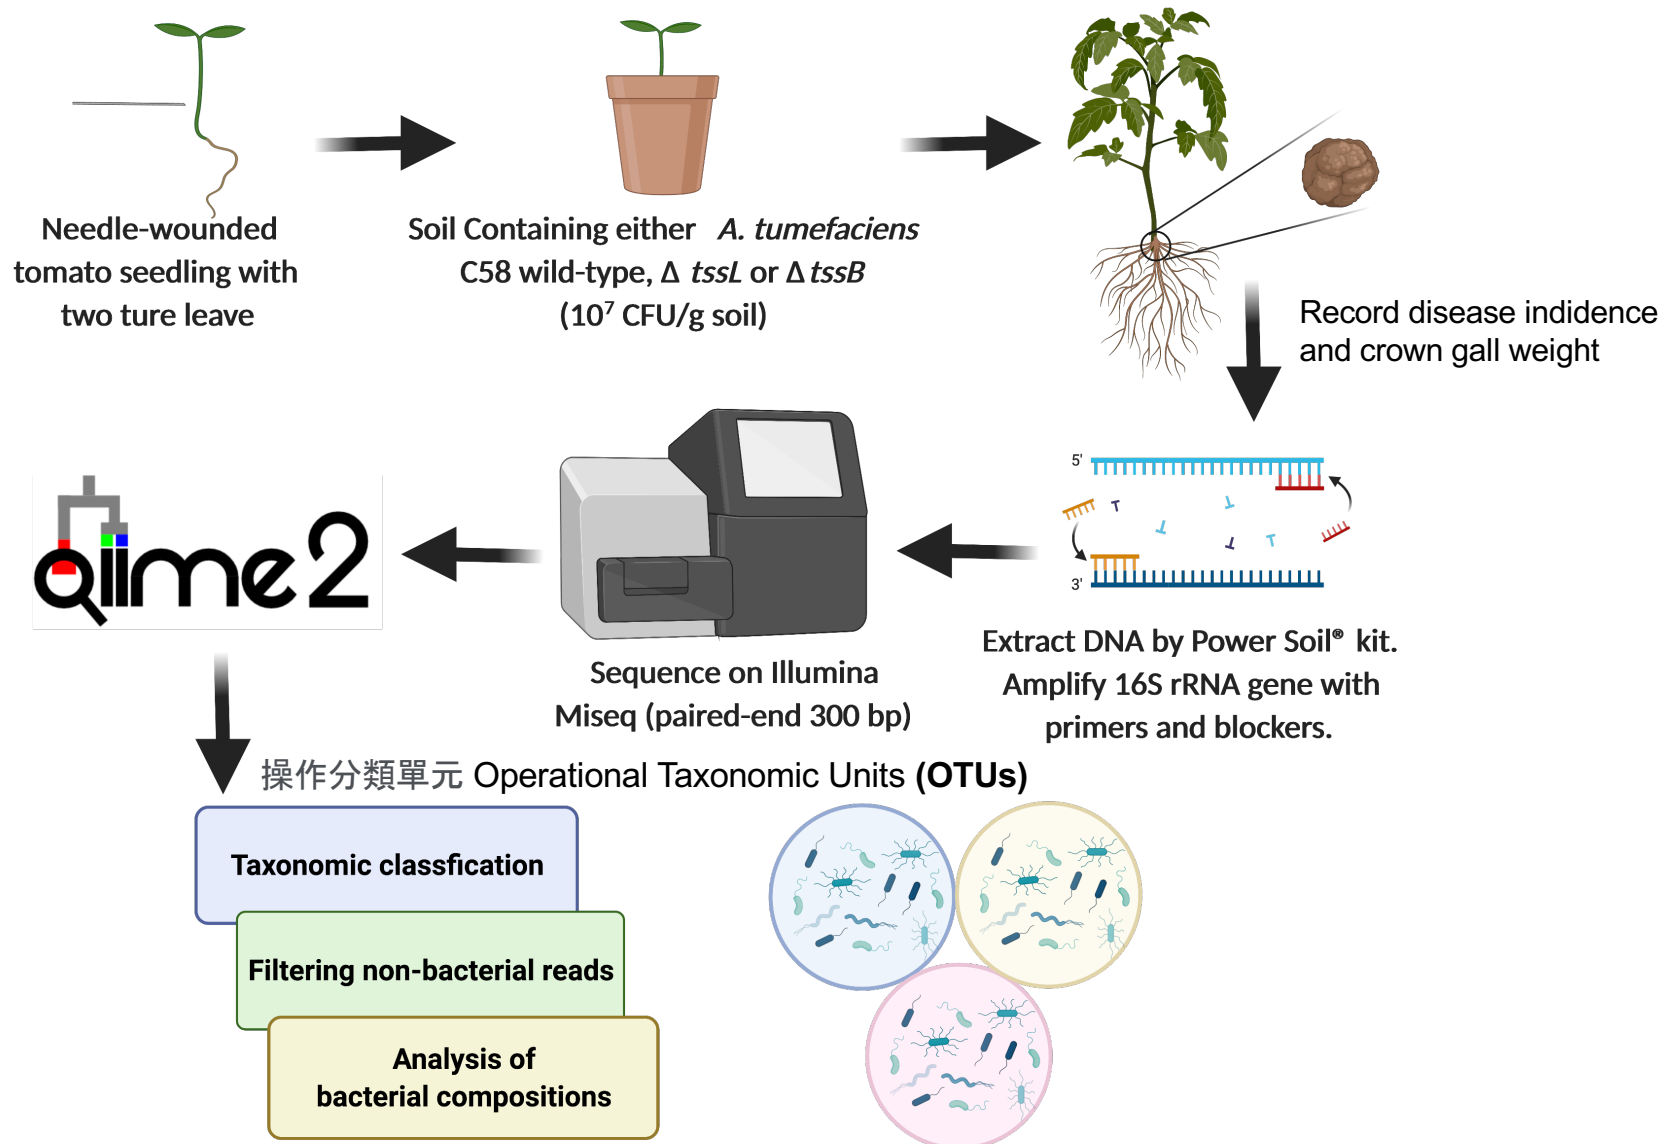 Needle-wounded
tomato seedling with
two ture leave
Soil Containing either A. tumefaciens
C58 wild-type, Δ tssL or Δ tssB
(10⁷ CFU/g soil)
Record disease indidence
and crown gall weight
5'
3'
Extract DNA by Power Soil® kit.
Amplify 16S rRNA gene with
primers and blockers.
Sequence on Illumina
Miseq (paired-end 300 bp)
qiime2
操作分類單元 Operational Taxonomic Units (OTUs)
Taxonomic classfication
Filtering non-bacterial reads
Analysis of
bacterial compositions